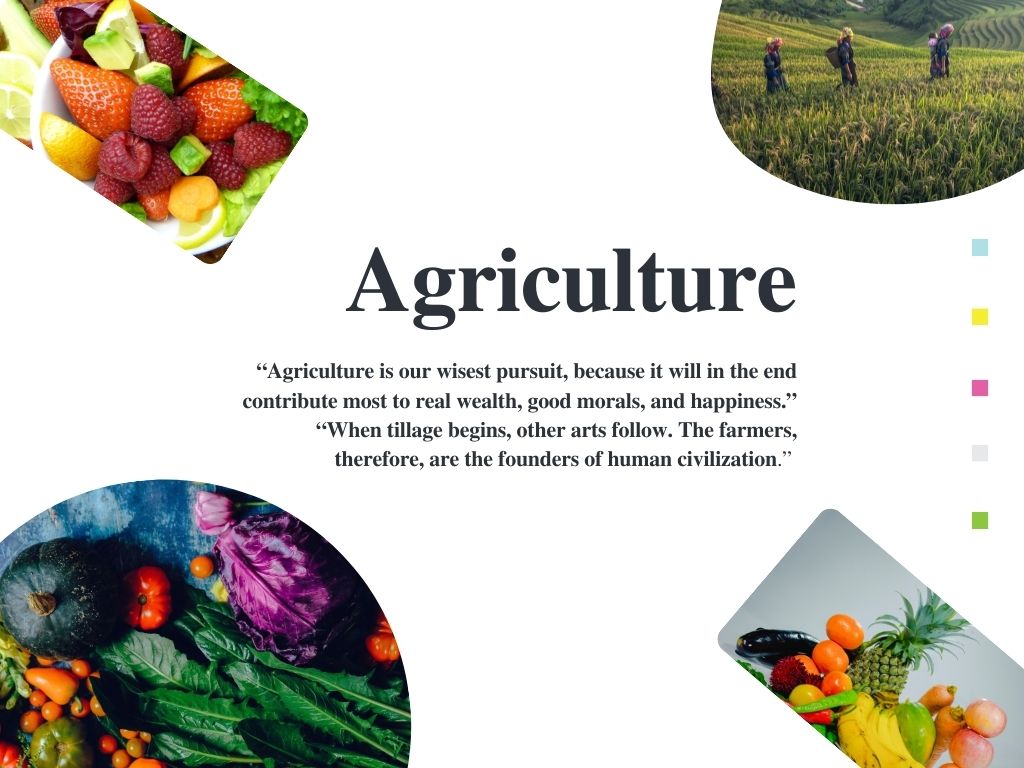 Agriculture
“Agriculture is our wisest pursuit, because it will in the end
contribute most to real wealth, good morals, and happiness.”
“When tillage begins, other arts follow. The farmers,
therefore, are the founders of human civilization.”